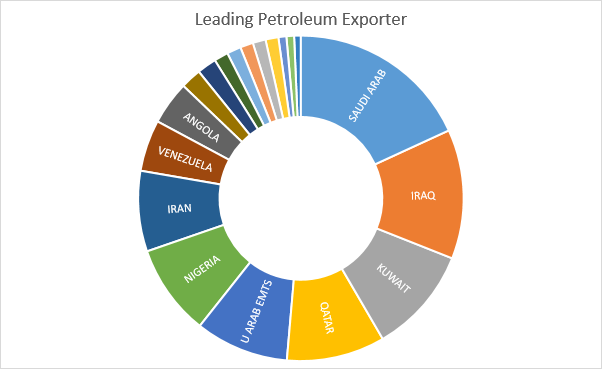 Leading Petroleum Exporter
SAUDI ARAB
IRAQ
KUWAIT
QATAR
U ARAB EMTS
NIGERIA
IRAN
VENEZUELA
ANGOLA